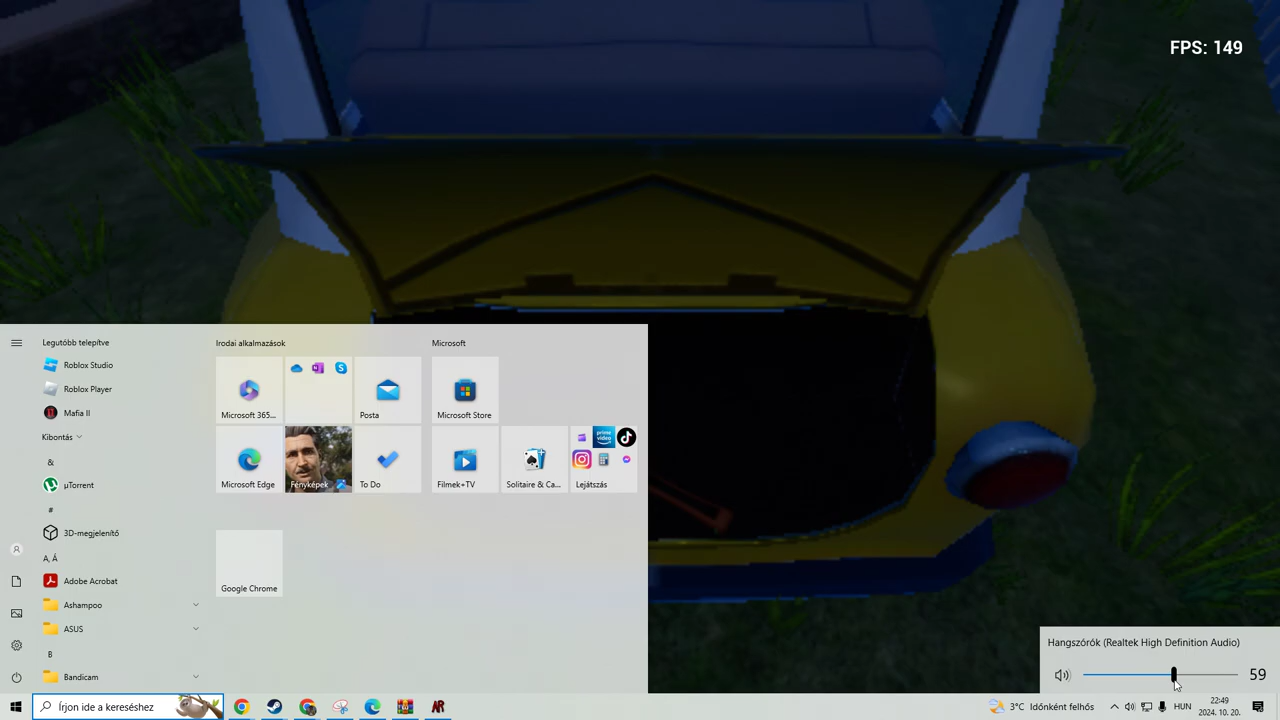 FPS: 149
Legutóbb telepítve
Roblox Studio
Roblox Player
Mafia II
Kibontás
&
µTorrent
#
3D-megjelenítő
A, Á
Adobe Acrobat
Ashampoo
ASUS
B
Bandicam
Irodai alkalmazások
Microsoft 365...
Posta
Microsoft Edge
Fényképek
To Do
Google Chrome
Microsoft
Microsoft Store
Filmek+TV
Solitaire & Ca...
prime video
Lejátszás
Hangszórók (Realtek High Definition Audio)
59
Írjon ide a kereséshez
AR
3°C Időnként felhős
HUN
22:49
2024. 10. 20.